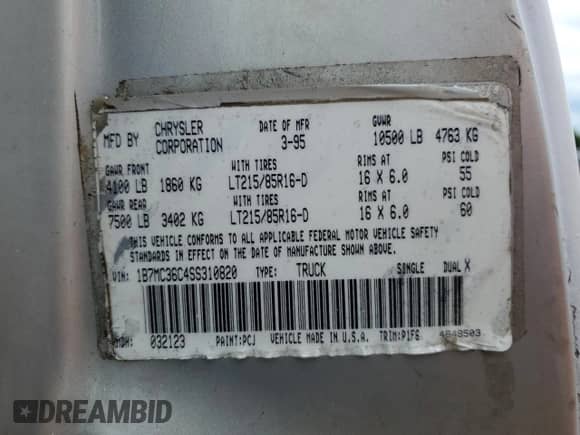 MFD BY CHRYSLER CORPORATION DATE OF MFR 3-95 GVWR 10500 LB 4763 KG
GAWR FRONT WITH TIRES RIMS AT PSI COLD
4100 LB 1860 KG LT215/85R16-D 16 X 6.0 55
GAWR REAR WITH TIRES RIMS AT PSI COLD
7500 LB 3402 KG LT215/85R16-D 16 X 6.0 60
THIS VEHICLE CONFORMS TO ALL APPLICABLE FEDERAL MOTOR VEHICLE SAFETY
STANDARDS IN EFFECT ON THE DATE OF MANUFACTURE SHOWN ABOVE.
VIN: 1B7MC36C4SS310820 TYPE: TRUCK SINGLE DUAL X
MDH: 032123 PAINT:PCJ VEHICLE MADE IN U.S.A. TRIM:P1F6 4648503
DREAMBID